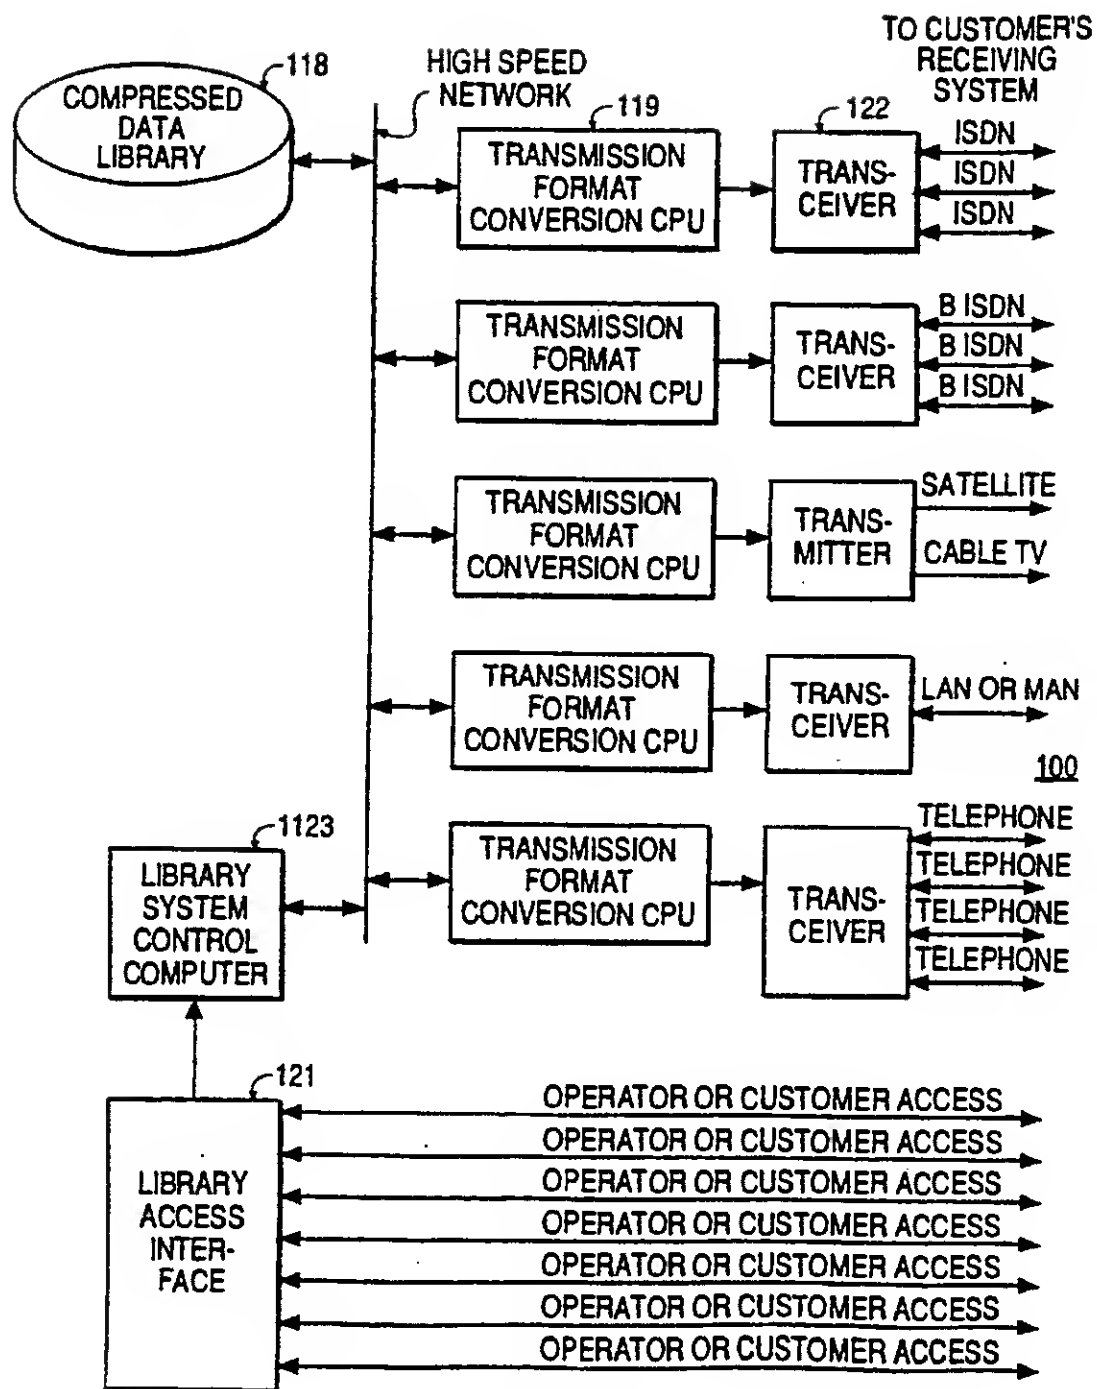 TO CUSTOMER'S
RECEIVING
SYSTEM
118
COMPRESSED
DATA
LIBRARY
HIGH SPEED
NETWORK
119
TRANSMISSION
FORMAT
CONVERSION CPU
122
TRANS-
CEIVER
ISDN
ISDN
ISDN
TRANSMISSION
FORMAT
CONVERSION CPU
TRANS-
CEIVER
B ISDN
B ISDN
B ISDN
TRANSMISSION
FORMAT
CONVERSION CPU
TRANS-
MITTER
SATELLITE
CABLE TV
TRANSMISSION
FORMAT
CONVERSION CPU
TRANS-
CEIVER
LAN OR MAN
100
1123
LIBRARY
SYSTEM
CONTROL
COMPUTER
TRANSMISSION
FORMAT
CONVERSION CPU
TRANS-
CEIVER
TELEPHONE
TELEPHONE
TELEPHONE
TELEPHONE
121
LIBRARY
ACCESS
INTER-
FACE
OPERATOR OR CUSTOMER ACCESS
OPERATOR OR CUSTOMER ACCESS
OPERATOR OR CUSTOMER ACCESS
OPERATOR OR CUSTOMER ACCESS
OPERATOR OR CUSTOMER ACCESS
OPERATOR OR CUSTOMER ACCESS
OPERATOR OR CUSTOMER ACCESS